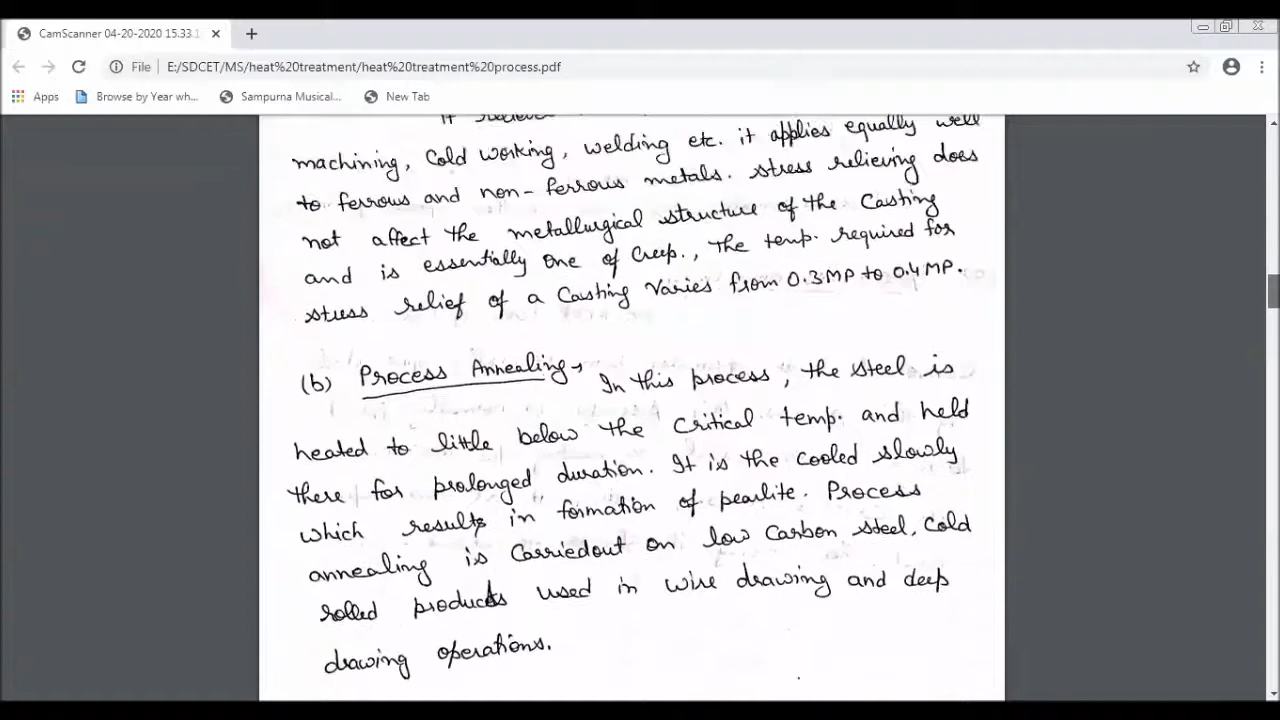 CamScanner 04-20-2020 15.33.1
File E:/SDCET/MS/heat%20treatment/heat%20treatment%20process.pdf
Apps Browse by Year wh... Sampurna Musical... New Tab
It
machining, Cold working, welding etc. it applies equally well
to ferrous and non-ferrous metals. stress relieving does
not affect the metallurgical structure of the Casting
and is essentially One of Creep., The temp. required for
stress relief of a Casting Varies from 0.3MP to 0.4MP.
(b) Process Annealing → In this process, the steel is
heated to little below the critical temp. and held
there for prolonged duration. It is the cooled slowly
which results in formation of pearlite. Process
annealing is Carriedout on low Carbon steel, Cold
rolled products used in wire drawing and deep
drawing operations.